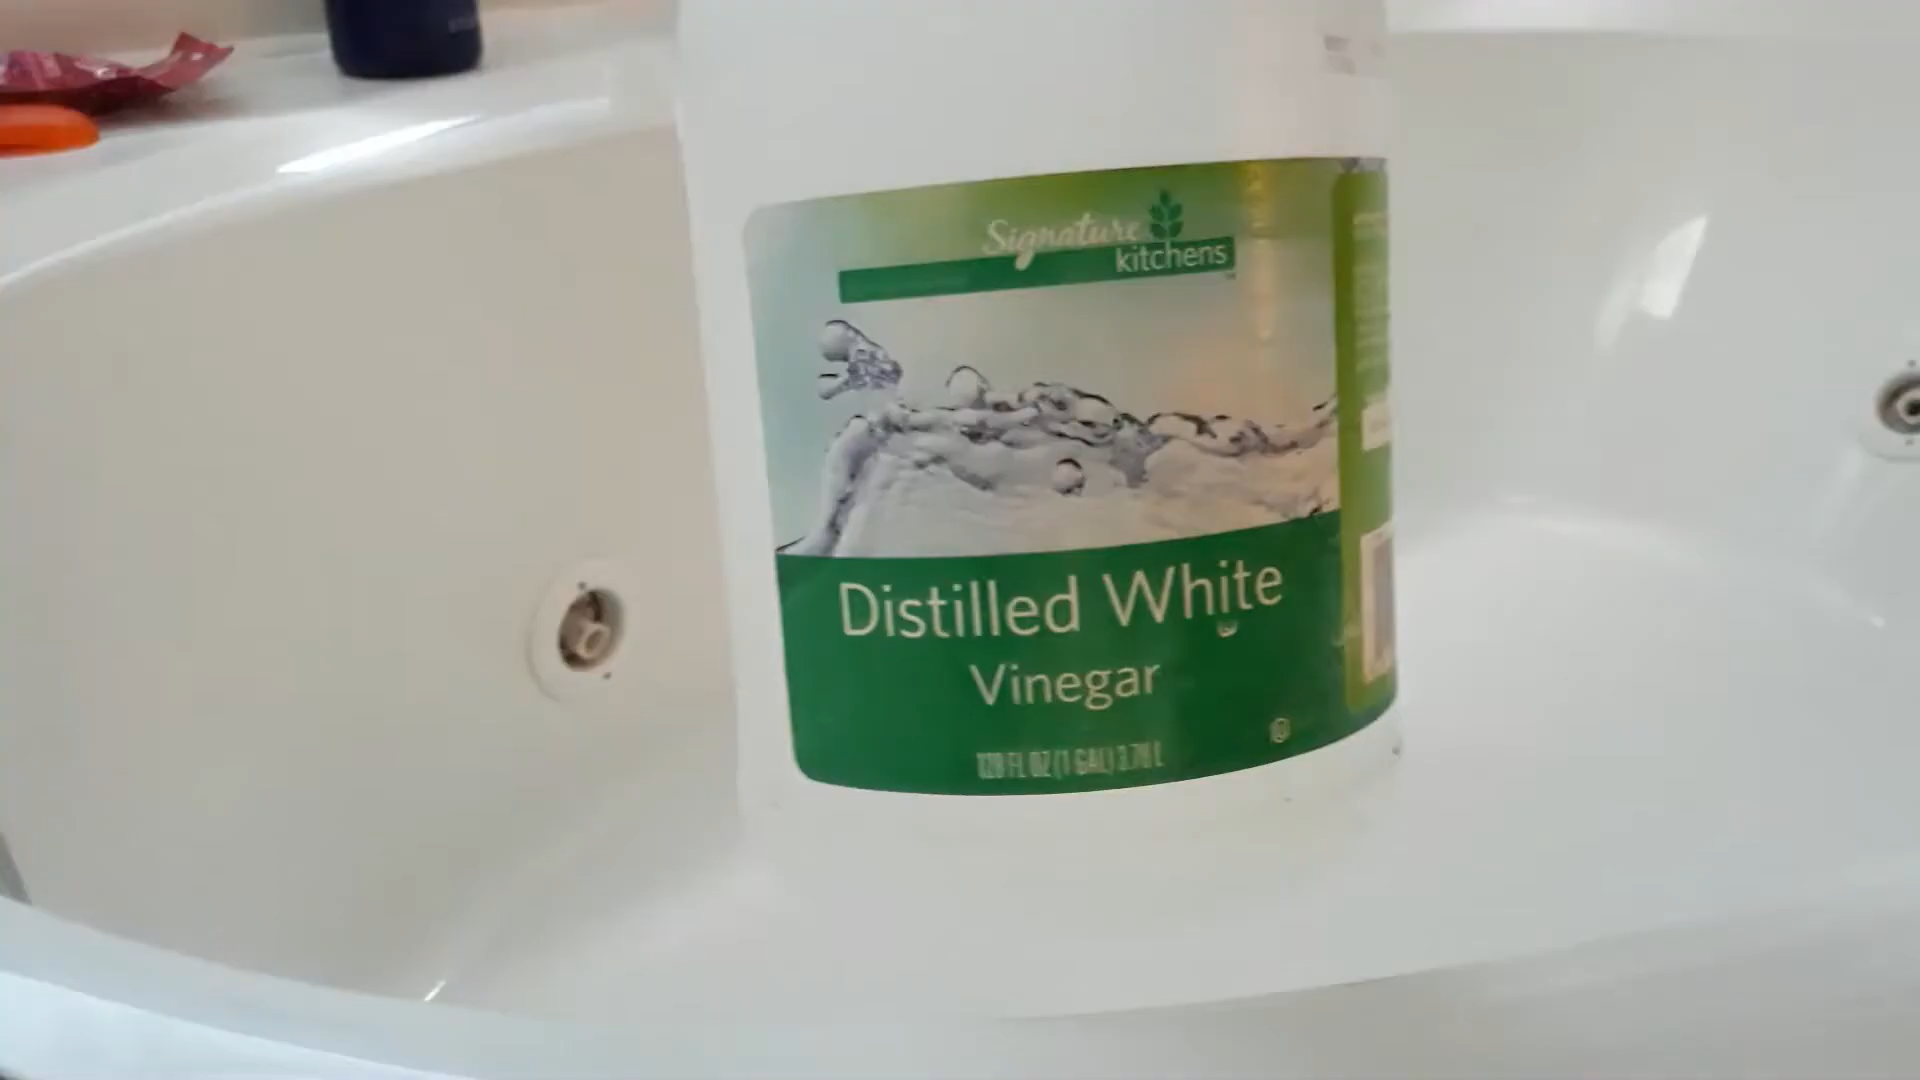 Signature
kitchens
Distilled White
Vinegar
128 FL OZ (1 GAL) 3.78 L